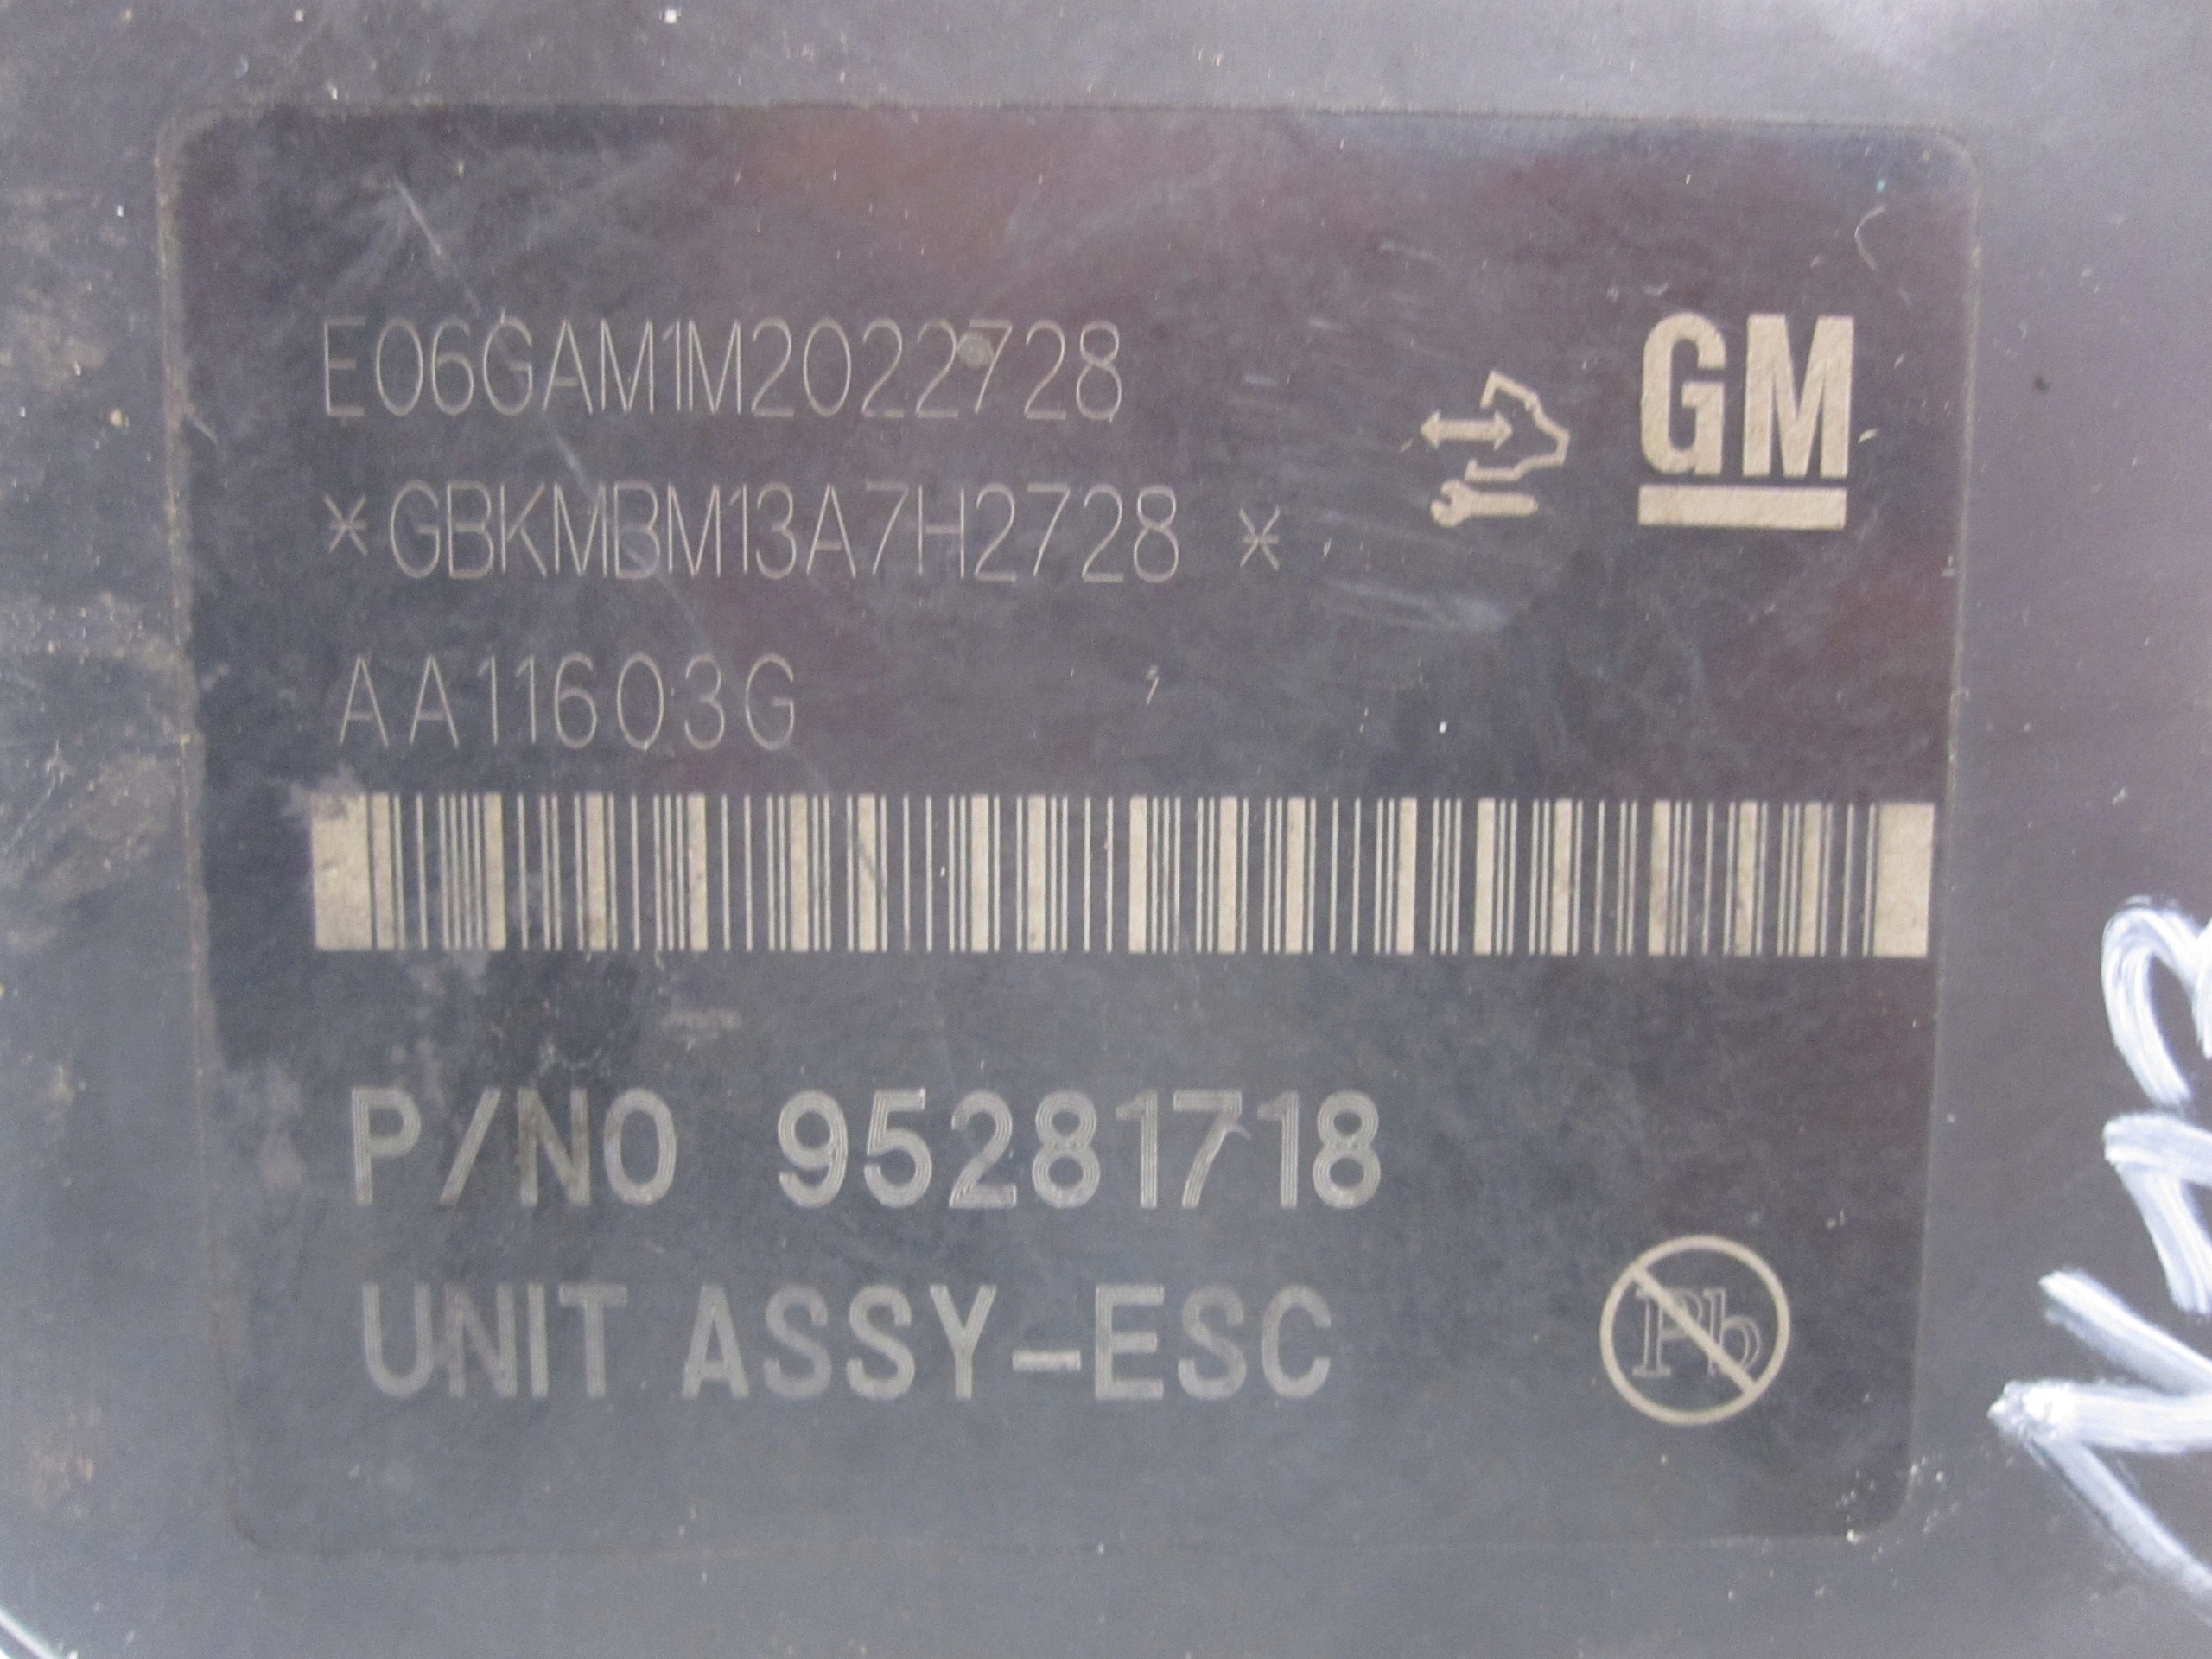 E06GAM1M2022728
GM
*GBKMBM13A7H2728 *
AA11603G
P/NO 95281718
UNIT ASSY-ESC
Pb